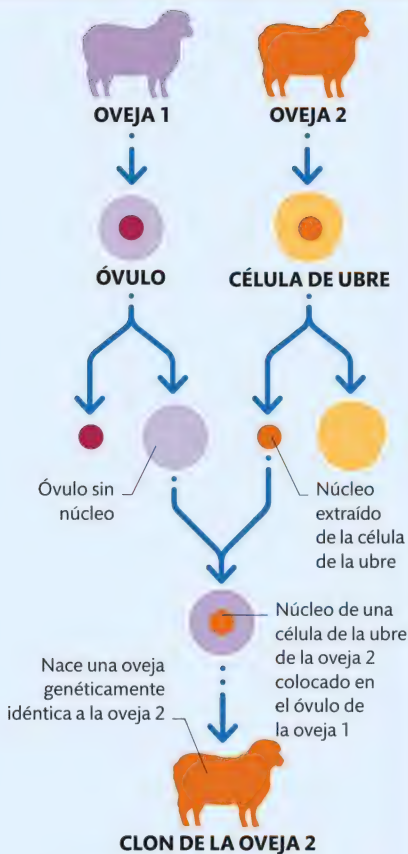 OVEJA 1
OVEJA 2
ÓVULO
CÉLULA DE UBRE
Óvulo sin
núcleo
Núcleo
extraído
de la célula
de la ubre
Núcleo de una
célula de la ubre
de la oveja 2
colocado en
el óvulo de
la oveja 1
Nace una oveja
genéticamente
idéntica a la oveja 2
CLON DE LA OVEJA 2